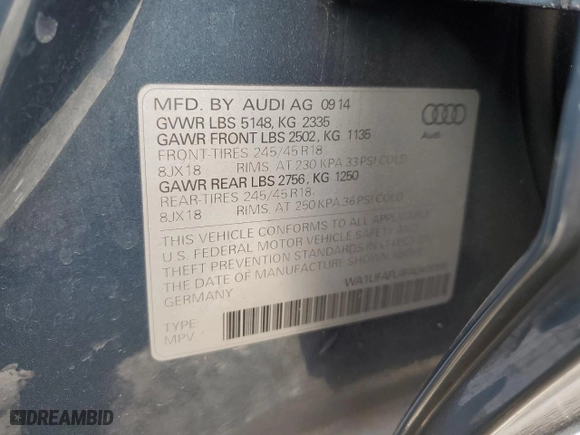 MFD. BY AUDI AG 09 14
GVWR LBS 5148, KG 2335
GAWR FRONT LBS 2502, KG 1135
FRONT-TIRES 245/45 R18
8JX18 RIMS, AT 230 KPA 33 PSI COLD
GAWR REAR LBS 2756, KG 1250
REAR-TIRES 245/45 R18
8JX18 RIMS, AT 250 KPA 36 PSI COLD
THIS VEHICLE CONFORMS TO ALL APPLICABLE
U.S. FEDERAL MOTOR VEHICLE SAFETY AND
THEFT PREVENTION STANDARDS IN EFFECT ON
THE DATE OF MANUFACTURE SHOWN ABOVE
GERMANY
TYPE
MPV
Audi
DREAMBID